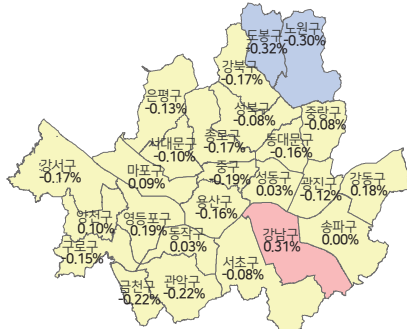 도봉구
-0.32%
노원구
-0.30%
강북구
-0.17%
은평구
-0.13%
성북구
-0.08%
중랑구
-0.08%
서대문구
-0.10%
종로구
-0.17%
동대문구
-0.16%
강서구
-0.17%
마포구
0.09%
중구
-0.19%
성동구
0.03%
광진구
-0.12%
강동구
0.18%
용산구
-0.16%
양천구
0.10%
영등포구
0.19%
동작구
0.03%
강남구
0.31%
송파구
0.00%
구로구
-0.15%
금천구
-0.22%
관악구
-0.22%
서초구
-0.08%